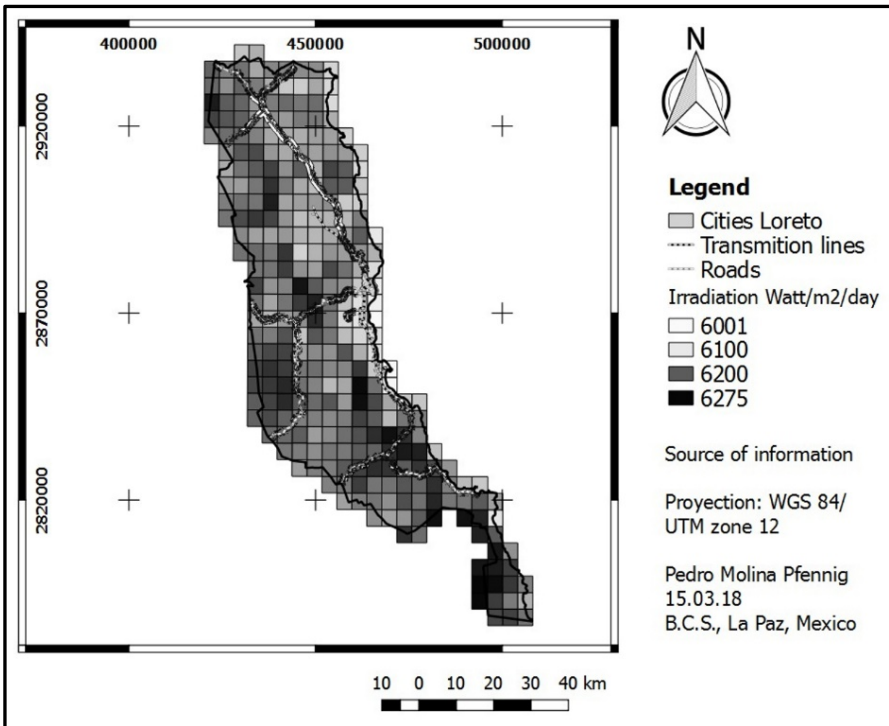 400000 450000 500000
2920000
2870000
2820000
N
Legend
Cities Loreto
Transmition lines
Roads
Irradiation Watt/m2/day
6001
6100
6200
6275
Source of information
Proyection: WGS 84/
UTM zone 12
Pedro Molina Pfennig
15.03.18
B.C.S., La Paz, Mexico
10 0 10 20 30 40 km